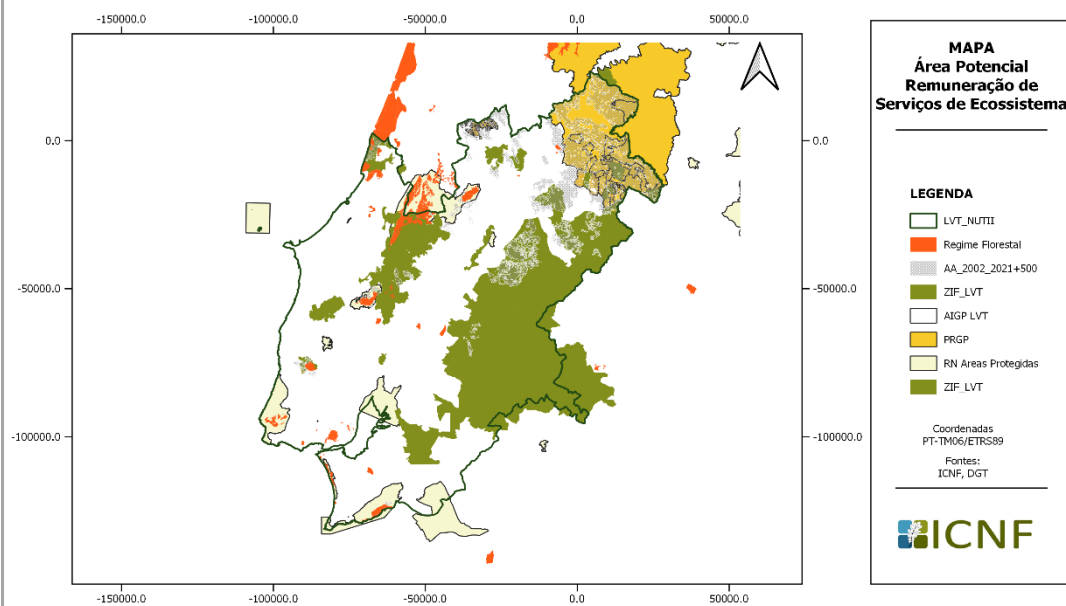 -150000.0
-100000.0
-50000.0
0.0
50000.0
0.0
0.0
-50000.0
-50000.0
-100000.0
-100000.0
-150000.0
-100000.0
-50000.0
0.0
50000.0
MAPA
Área Potencial
Remuneração de
Serviços de Ecossistema
LEGENDA
LVT_NUTII
Regime Florestal
AA_2002_2021+500
ZIF_LVT
AIGP LVT
PRGP
RN Areas Protegidas
ZIF_LVT
Coordenadas
PT-TM06/ETRS89
Fontes:
ICNF, DGT
ICNF